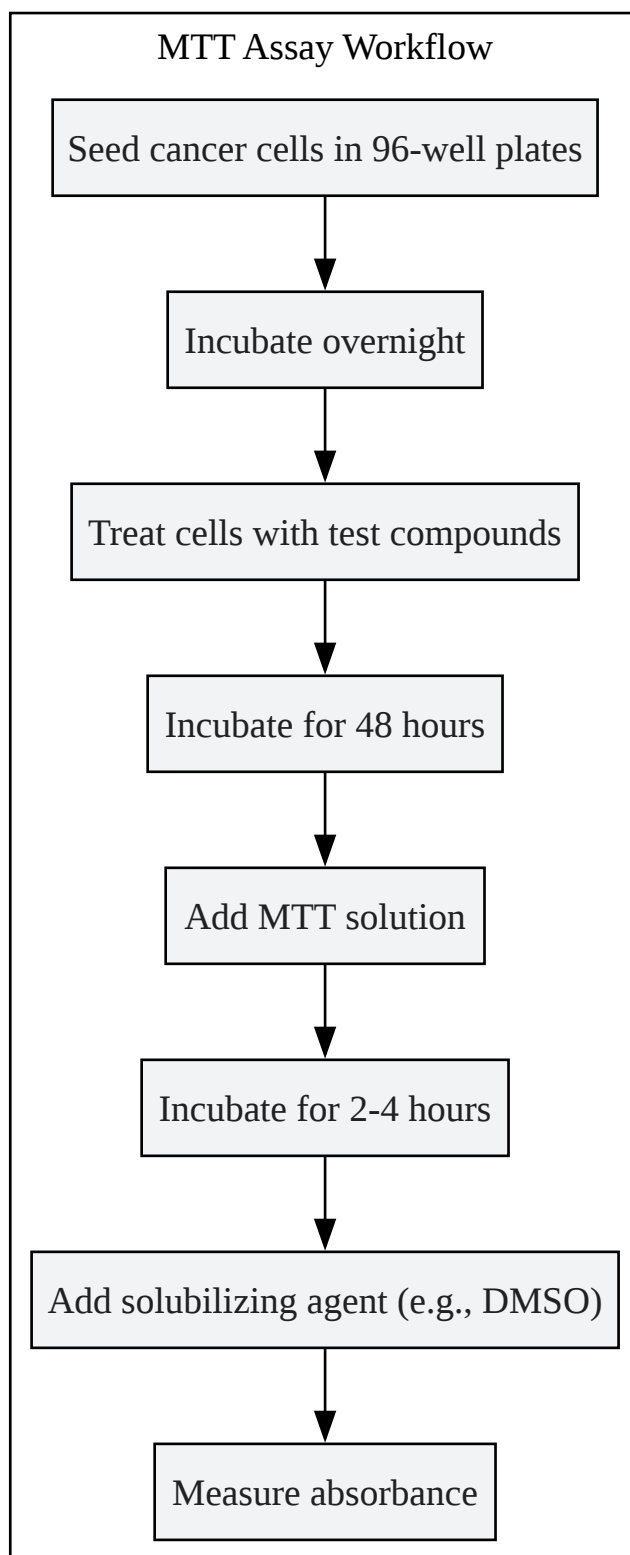 MTT Assay Workflow
Seed cancer cells in 96-well plates
Incubate overnight
Treat cells with test compounds
Incubate for 48 hours
Add MTT solution
Incubate for 2-4 hours
Add solubilizing agent (e.g., DMSO)
Measure absorbance